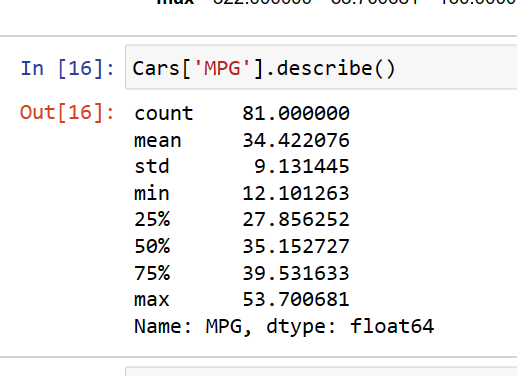 max
In [16]: Cars['MPG'].describe()
Out[16]: count 81.000000
mean 34.422076
std 9.131445
min 12.101263
25% 27.856252
50% 35.152727
75% 39.531633
max 53.700681
Name: MPG, dtype: float64